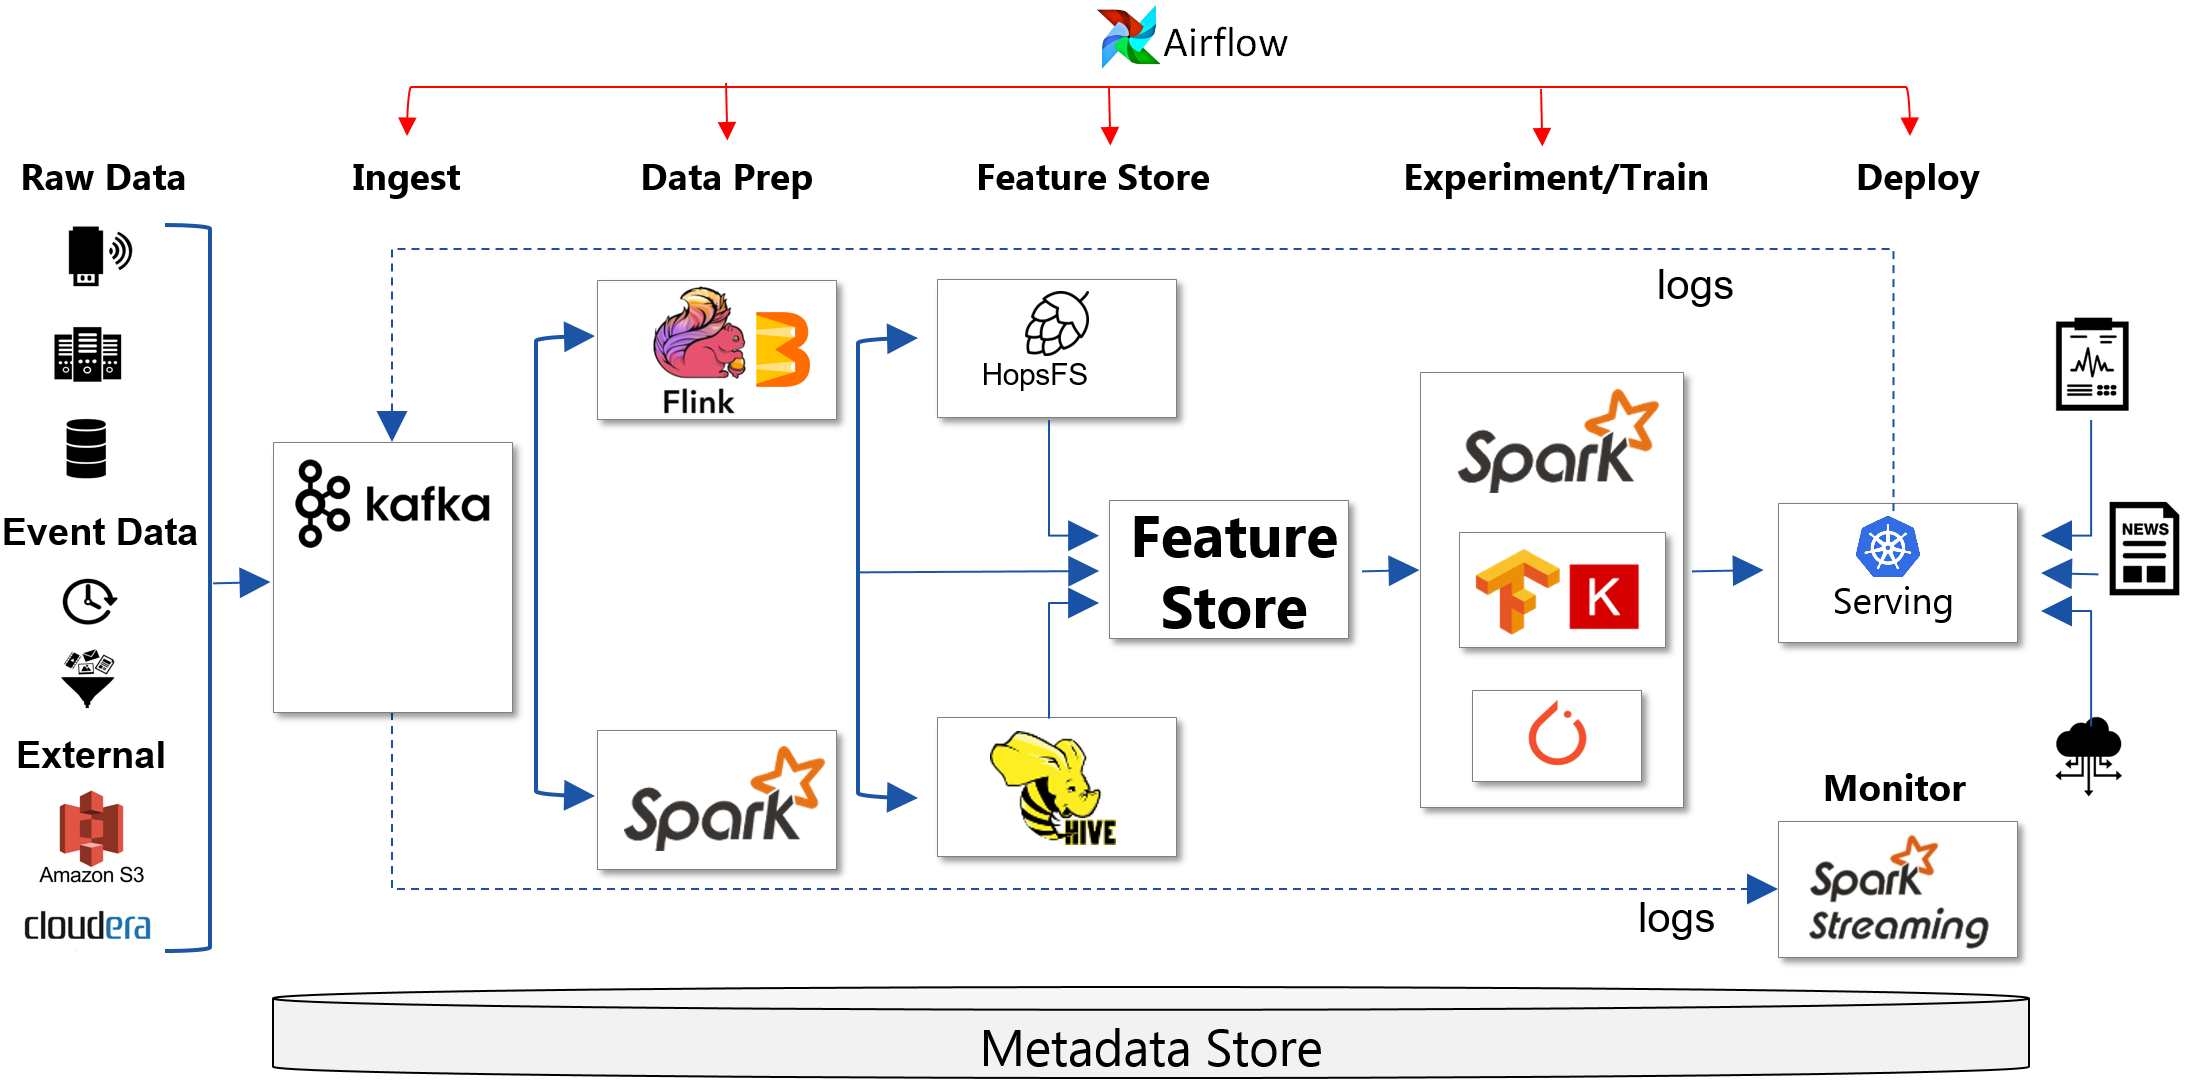 Airflow
Raw Data
Ingest
Data Prep
Feature Store
Experiment/Train
Deploy
logs
HopsFS
Flink
kafka
Spark
Event Data
Feature
Store
K
NEWS
Serving
External
Amazon S3
cloudera
Spark
HIVE
Monitor
Spark
Streaming
logs
Metadata Store